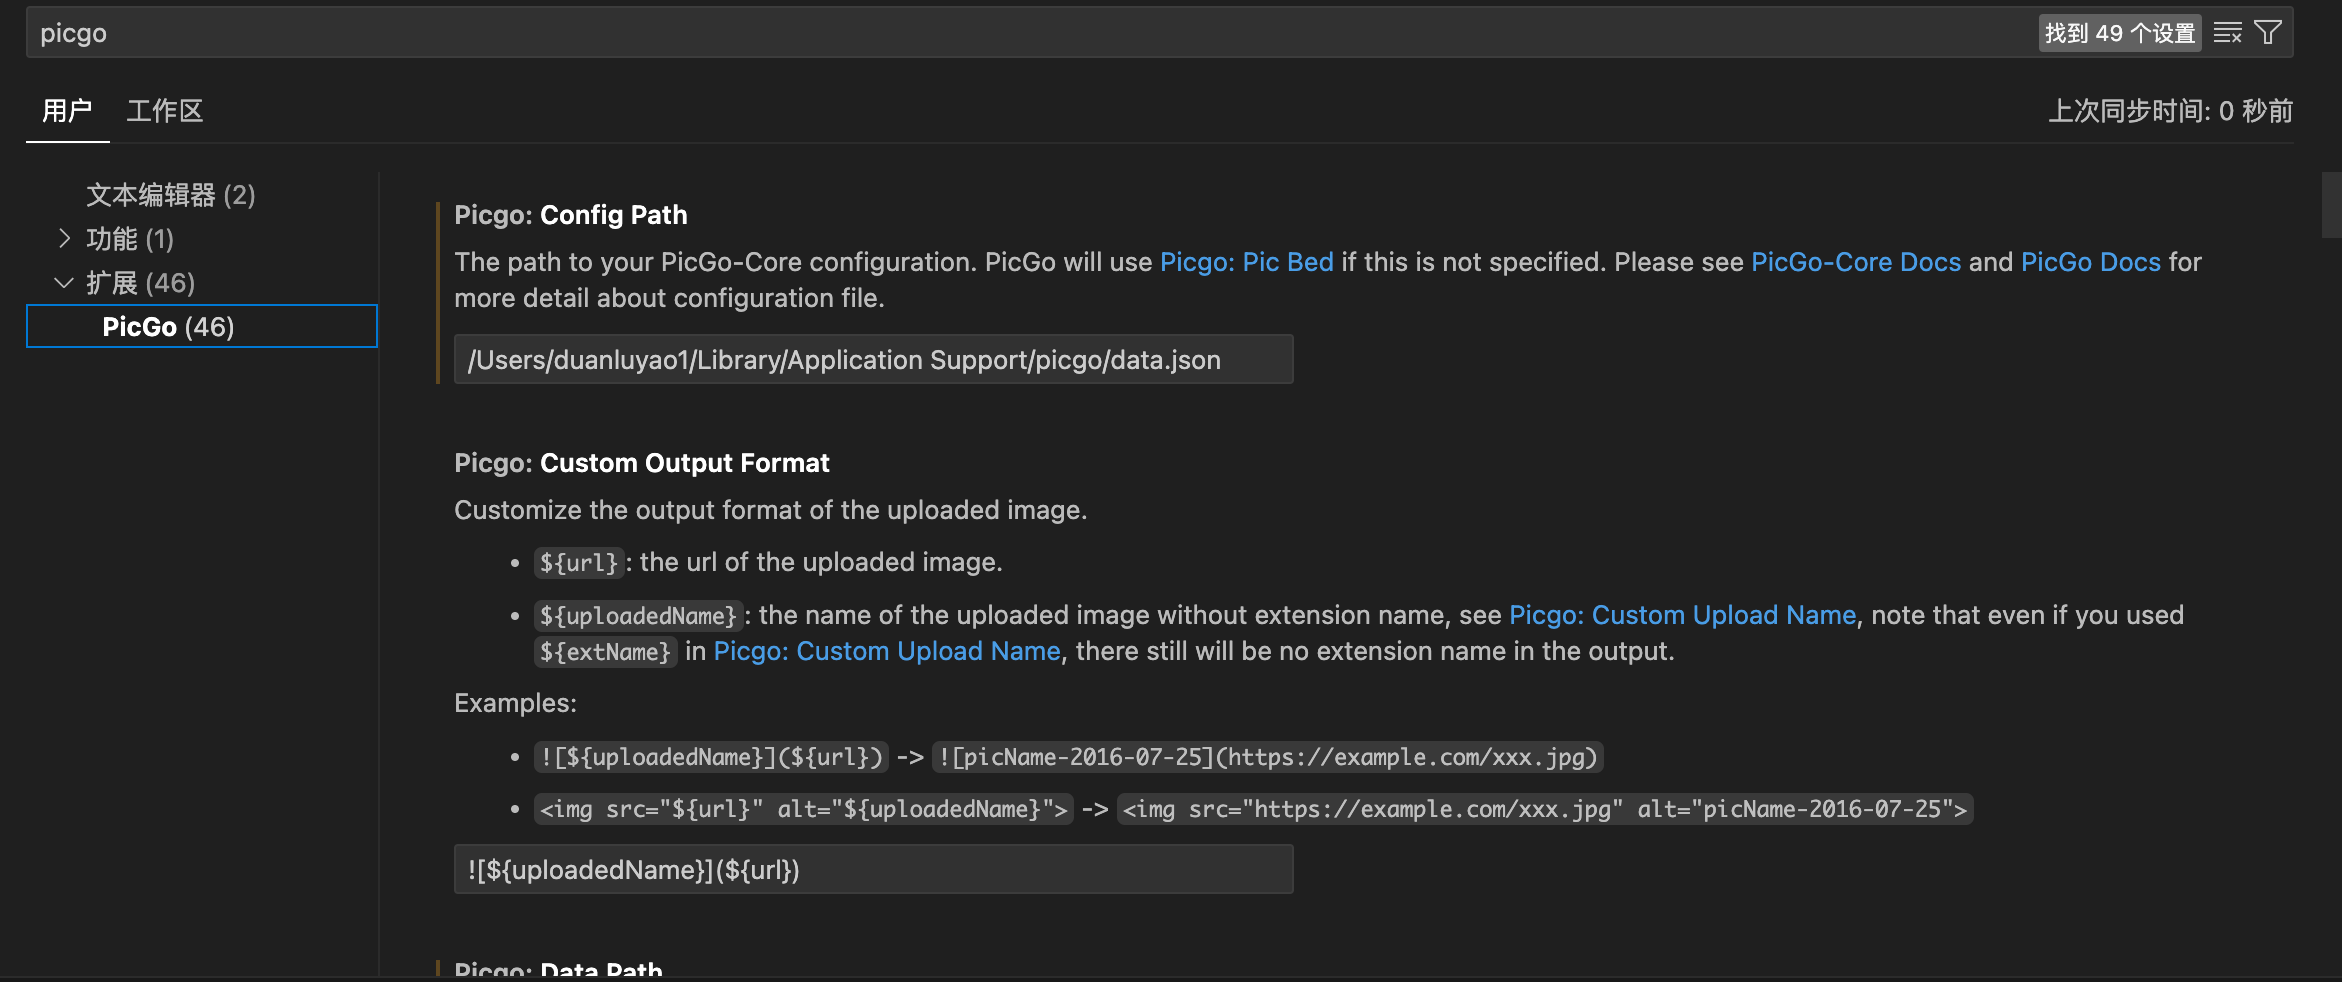 picgo
找到 49 个设置
用户 工作区
上次同步时间: 0 秒前
文本编辑器 (2)
功能 (1)
扩展 (46)
PicGo (46)
Picgo: Config Path
The path to your PicGo-Core configuration. PicGo will use Picgo: Pic Bed if this is not specified. Please see PicGo-Core Docs and PicGo Docs for
more detail about configuration file.
/Users/duanluyao1/Library/Application Support/picgo/data.json
Picgo: Custom Output Format
Customize the output format of the uploaded image.
• ${url}: the url of the uploaded image.
• ${uploadedName}: the name of the uploaded image without extension name, see Picgo: Custom Upload Name, note that even if you used
${extName} in Picgo: Custom Upload Name, there still will be no extension name in the output.
Examples:
• ![${uploadedName}](${url}) -> ![picName-2016-07-25](https://example.com/xxx.jpg)
• <img src="${url}" alt="${uploadedName}"> -> <img src="https://example.com/xxx.jpg" alt="picName-2016-07-25">
![${uploadedName}](${url})
Picgo: Data Path